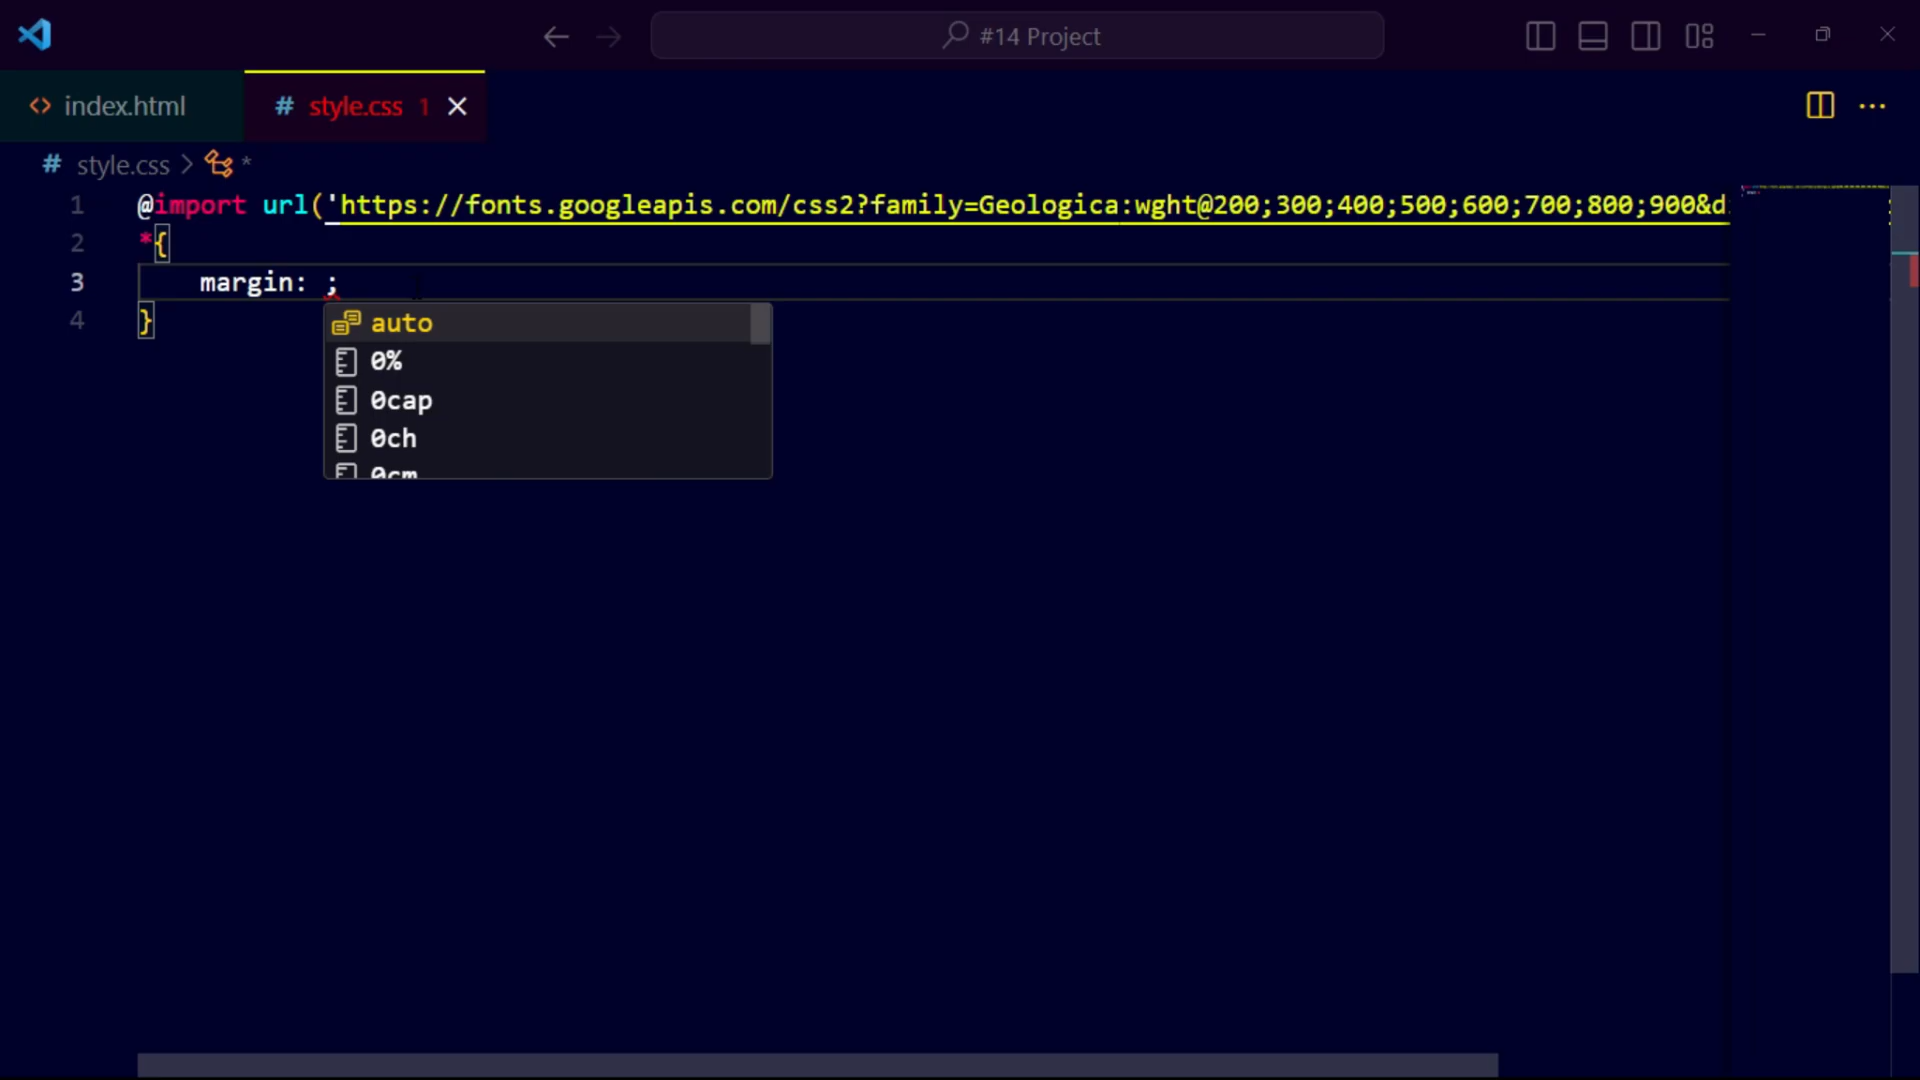 #14 Project
index.html
# style.css 1
# style.css > *
1 @import url('https://fonts.googleapis.com/css2?family=Geologica:wght@200;300;400;500;600;700;800;900&d
2 *{
3 margin: ;
4 }
auto
0%
0cap
0ch
0cm